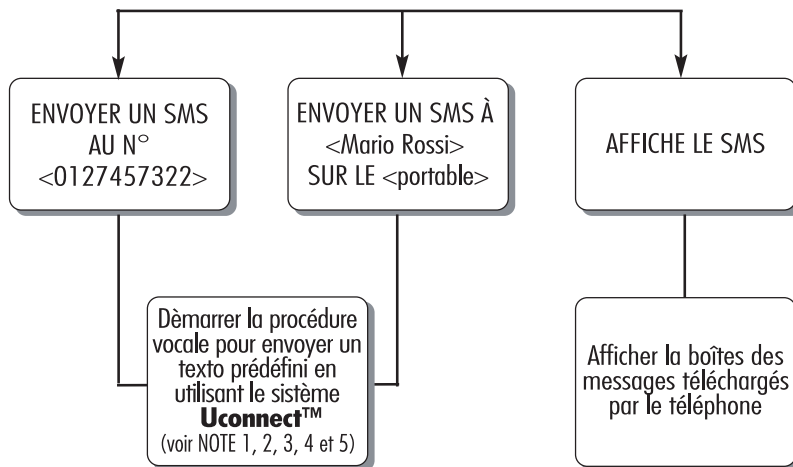 ENVOYER UN SMS
AU N°
<0127457322>
ENVOYER UN SMS À
<Mario Rossi>
SUR LE <portable>
AFFICHE LE SMS
Dèmarrer la procédure
vocale pour envoyer un
texto prédéfini en
utilisant le sistème
Uconnect™
(voir NOTE 1, 2, 3, 4 et 5)
Afficher la boîtes des
messages téléchargés
par le téléphone